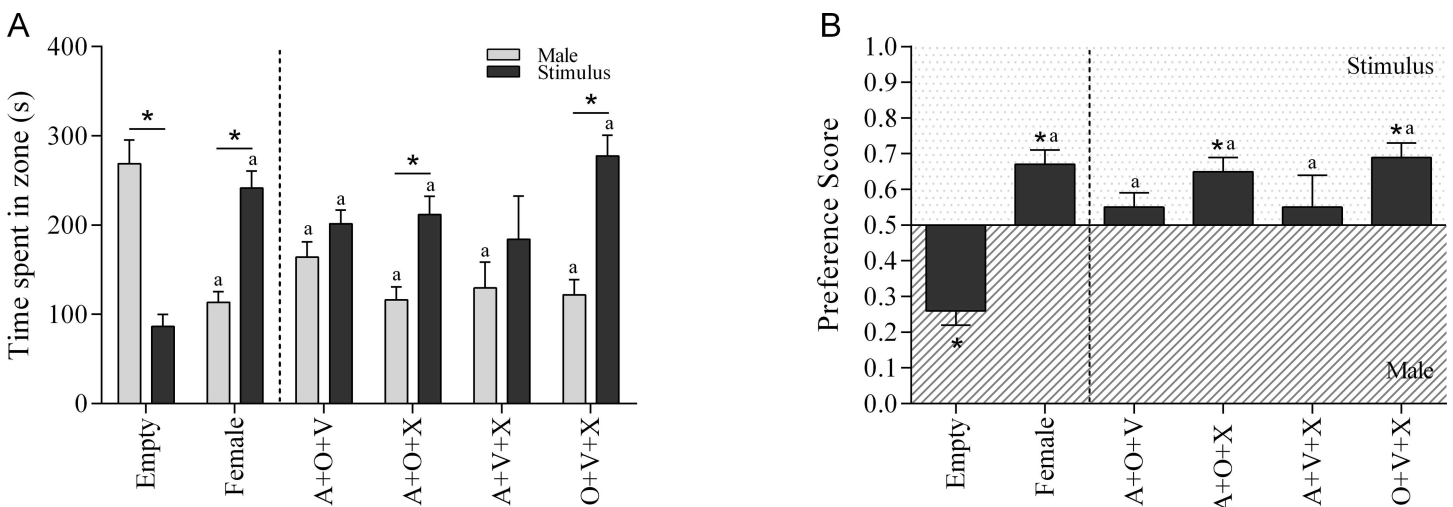 A
Time spent in zone (s)
400
300
200
100
0
Male
Stimulus
*
*
a
a
a
a
*
a
a
a
*
a
a
Empty
Female
A+O+V
A+O+X
A+V+X
O+V+X
B
Preference Score
1.0
0.9
0.8
0.7
0.6
0.5
0.4
0.3
0.2
0.1
0.0
Stimulus
*
*a
a
*a
a
*a
Male
Empty
Female
A+O+V
A+O+X
A+V+X
O+V+X